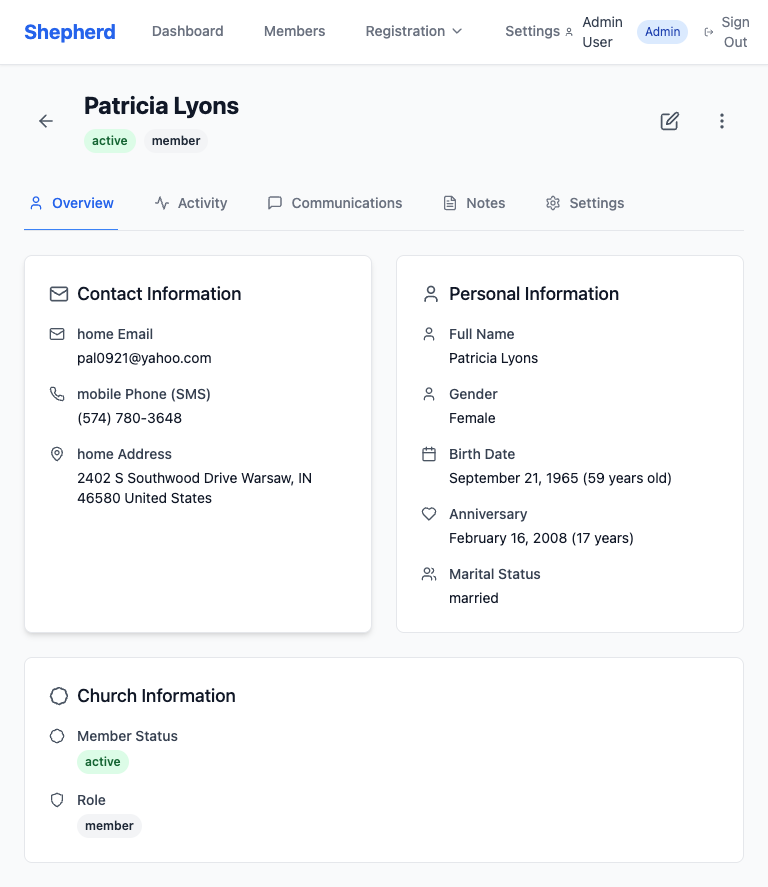 Shepherd
Dashboard
Members
Registration
Settings
Admin
User
Admin
Sign
Out
Patricia Lyons
active
member
Overview
Activity
Communications
Notes
Settings
Contact Information
home Email
pal0921@yahoo.com
mobile Phone (SMS)
(574) 780-3648
home Address
2402 S Southwood Drive Warsaw, IN
46580 United States
Personal Information
Full Name
Patricia Lyons
Gender
Female
Birth Date
September 21, 1965 (59 years old)
Anniversary
February 16, 2008 (17 years)
Marital Status
married
Church Information
Member Status
active
Role
member